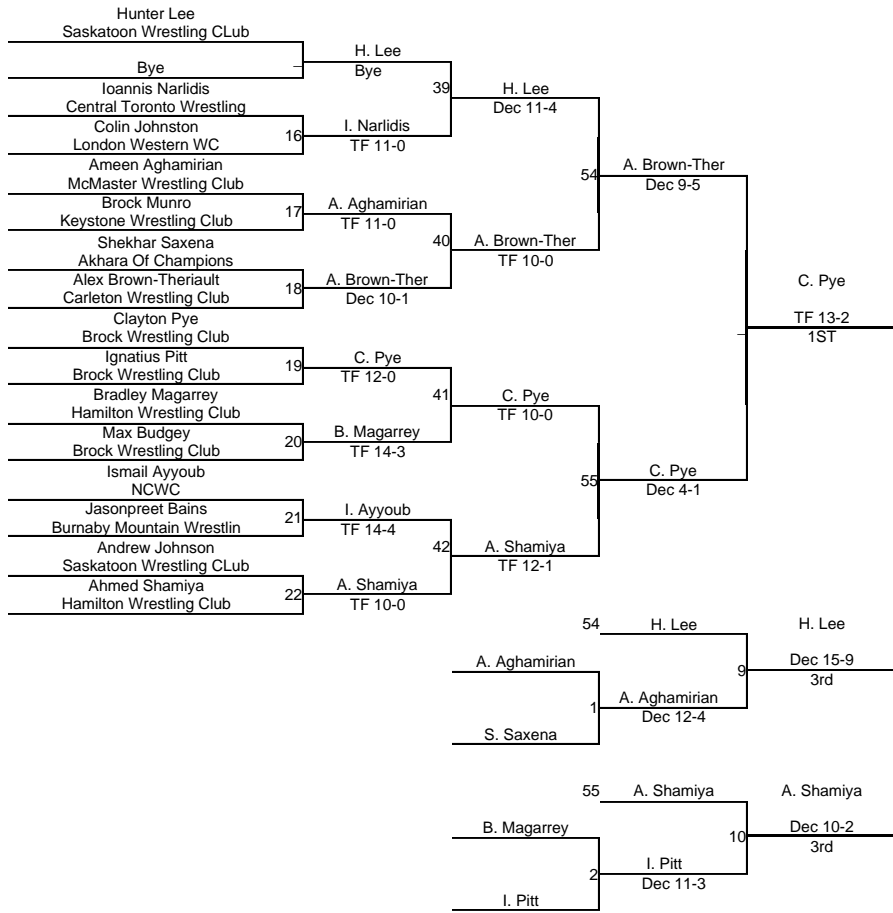 Hunter Lee
Saskatoon Wrestling CLub
H. Lee
Bye
Bye
Ioannis Narlidis
39
H. Lee
Central Toronto Wrestling
Dec 11-4
Colin Johnston
16
I. Narlidis
London Western WC
TF 11-0
Ameen Aghamirian
54
A. Brown-Ther
McMaster Wrestling Club
Dec 9-5
Brock Munro
17
A. Aghamirian
Keystone Wrestling Club
TF 11-0
Shekhar Saxena
40
A. Brown-Ther
Akhara Of Champions
TF 10-0
Alex Brown-Theriault
18
A. Brown-Ther
C. Pye
Carleton Wrestling Club
Dec 10-1
Clayton Pye
TF 13-2
Brock Wrestling Club
1ST
Ignatius Pitt
19
C. Pye
Brock Wrestling Club
TF 12-0
Bradley Magarrey
41
C. Pye
Hamilton Wrestling Club
TF 10-0
Max Budgey
20
B. Magarrey
Brock Wrestling Club
TF 14-3
Ismail Ayyoub
55
C. Pye
NCWC
Dec 4-1
Jasonpreet Bains
21
I. Ayyoub
Burnaby Mountain Wrestlin
TF 14-4
Andrew Johnson
42
A. Shamiya
Saskatoon Wrestling CLub
TF 12-1
Ahmed Shamiya
22
A. Shamiya
Hamilton Wrestling Club
TF 10-0
54
H. Lee
H. Lee
A. Aghamirian
9
Dec 15-9
3rd
1
A. Aghamirian
Dec 12-4
S. Saxena
55
A. Shamiya
A. Shamiya
B. Magarrey
10
Dec 10-2
3rd
2
I. Pitt
Dec 11-3
I. Pitt